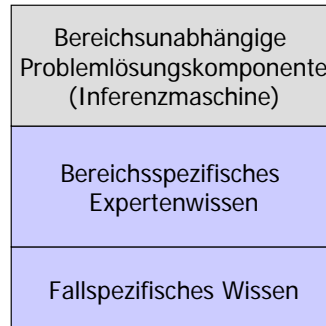 Bereichsunabhängige
Problemlösungskomponente
(Inferenzmaschine)
Bereichsspezifisches
Expertenwissen
Fallspezifisches Wissen